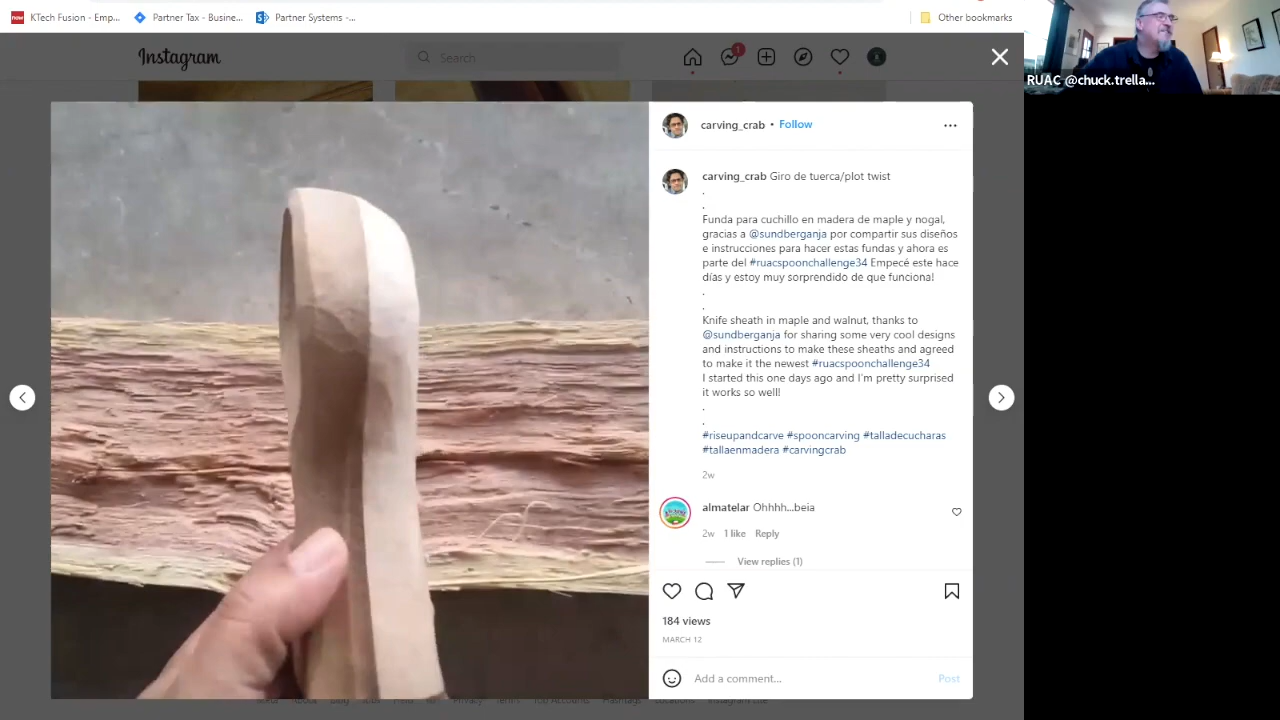 KTech Fusion - Emp...
Partner Tax - Busine...
Partner Systems -...
Other bookmarks
Instagram
Search
1
RUAC @chuck.trella...
carving_crab • Follow
carving_crab Giro de tuerca/plot twist
.
.
Funda para cuchillo en madera de maple y nogal,
gracias a @sundberganja por compartir sus diseños
e instrucciones para hacer estas fundas y ahora es
parte del #ruacspoonchallenge34 Empecé este hace
días y estoy muy sorprendido de que funciona!
.
.
Knife sheath in maple and walnut, thanks to
@sundberganja for sharing some very cool designs
and instructions to make these sheaths and agreed
to make it the newest #ruacspoonchallenge34
I started this one days ago and I'm pretty surprised
it works so well!
.
.
#riseupandcarve #spooncarving #talladecucharas
#tallaenmadera #carvingcrab
2w
almatelar Ohhhh...beia
2w 1 like Reply
View replies (1)
184 views
MARCH 12
Add a comment...
Post